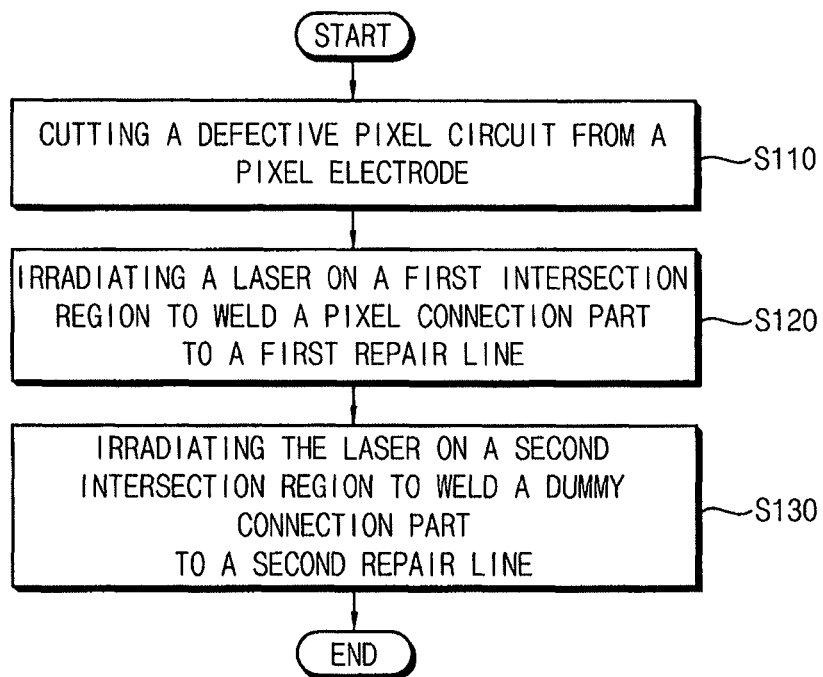 START
CUTTING A DEFECTIVE PIXEL CIRCUIT FROM A
PIXEL ELECTRODE
S110
IRRADIATING A LASER ON A FIRST INTERSECTION
REGION TO WELD A PIXEL CONNECTION PART
TO A FIRST REPAIR LINE
S120
IRRADIATING THE LASER ON A SECOND
INTERSECTION REGION TO WELD A DUMMY
CONNECTION PART
TO A SECOND REPAIR LINE
S130
END